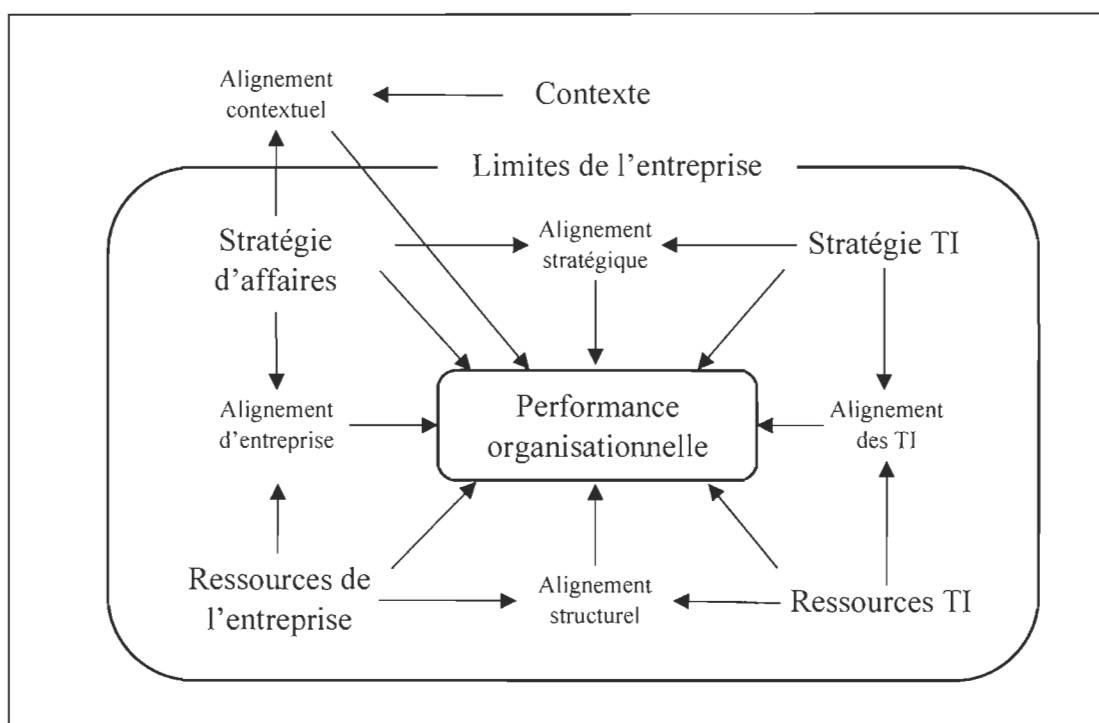 Alignement
contextuel
Contexte
Limites de l'entreprise
Stratégie
d'affaires
Alignement
stratégique
Stratégie TI
Alignement
d'entreprise
Performance
organisationnelle
Alignement
des TI
Ressources de
l'entreprise
Alignement
structurel
Ressources TI